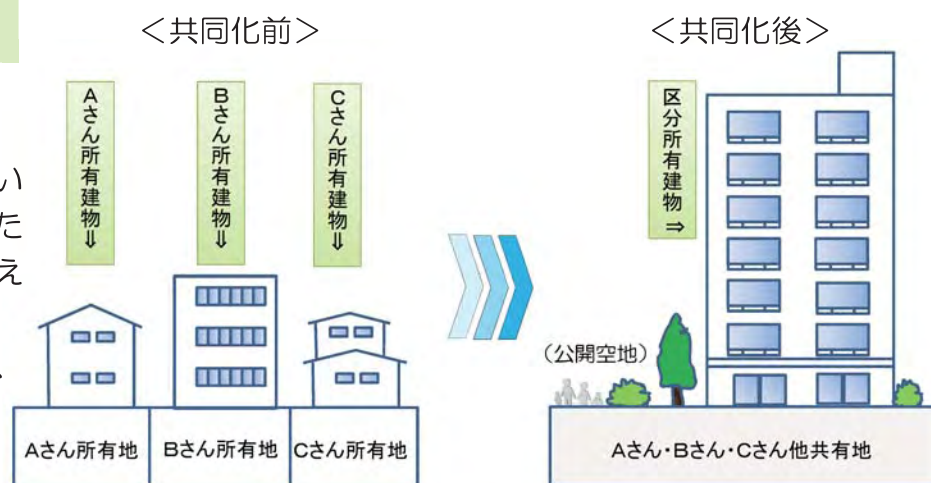 ＜共同化前＞
＜共同化後＞
Aさん所有建物⇓
Bさん所有建物⇓
Cさん所有建物⇓
区分所有建物⇒
い
た
え
（公開空地）
Aさん所有地
Bさん所有地
Cさん所有地
Aさん・Bさん・Cさん他共有地